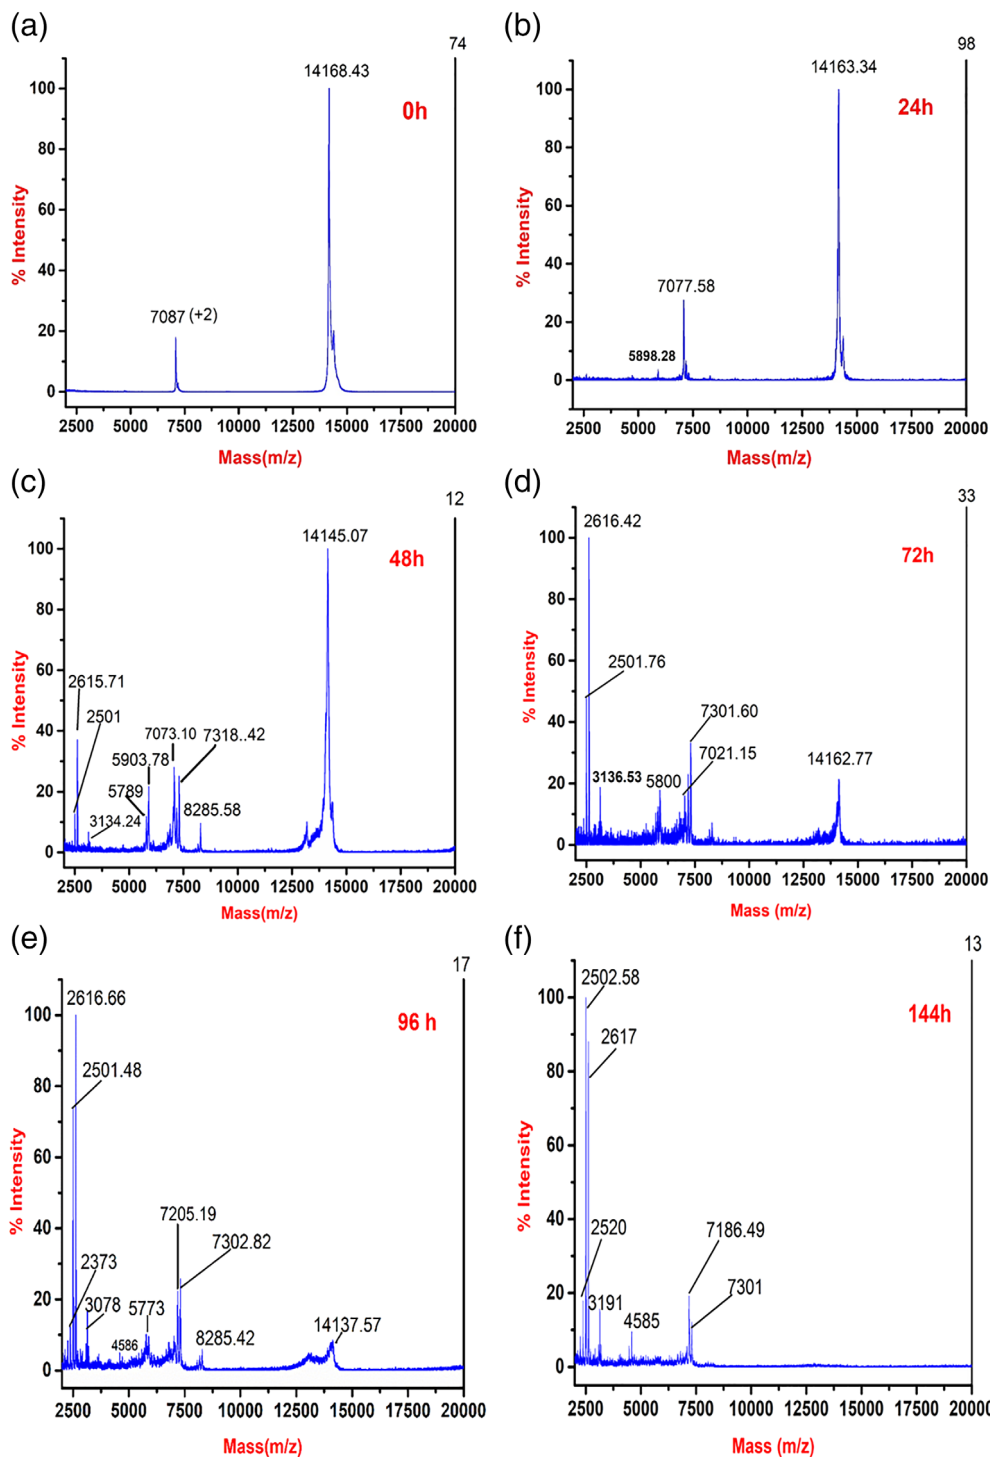 (a)
74
14168.43
0h
7087 (+2)
100
80
60
40
20
0
% Intensity
2500 5000 7500 10000 12500 15000 17500 20000
Mass(m/z)
(b)
98
14163.34
24h
7077.58
5898.28
100
80
60
40
20
0
% Intensity
2500 5000 7500 10000 12500 15000 17500 20000
Mass(m/z)
(c)
12
14145.07
48h
2615.71
2501
7073.10
7318..42
5903.78
5789
8285.58
3134.24
100
80
60
40
20
0
% Intensity
2500 5000 7500 10000 12500 15000 17500 20000
Mass(m/z)
(d)
33
2616.42
72h
2501.76
7301.60
7021.15
14162.77
3136.53
5800
100
80
60
40
20
0
% Intensity
2500 5000 7500 10000 12500 15000 17500 20000
Mass (m/z)
(e)
17
2616.66
96 h
2501.48
7205.19
7302.82
2373
3078
5773
4586
8285.42
14137.57
100
80
60
40
20
0
% Intensity
2500 5000 7500 10000 12500 15000 17500 20000
Mass(m/z)
(f)
13
2502.58
144h
2617
2520
7186.49
3191
7301
4585
100
80
60
40
20
0
% Intensity
2500 5000 7500 10000 12500 15000 17500 2000
Mass (m/z)